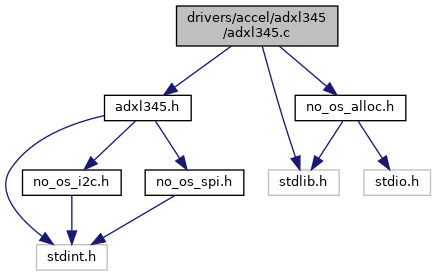 drivers/accel/adxl345
/adxl345.c
adxl345.h
no_os_alloc.h
no_os_i2c.h
no_os_spi.h
stdlib.h
stdio.h
stdint.h